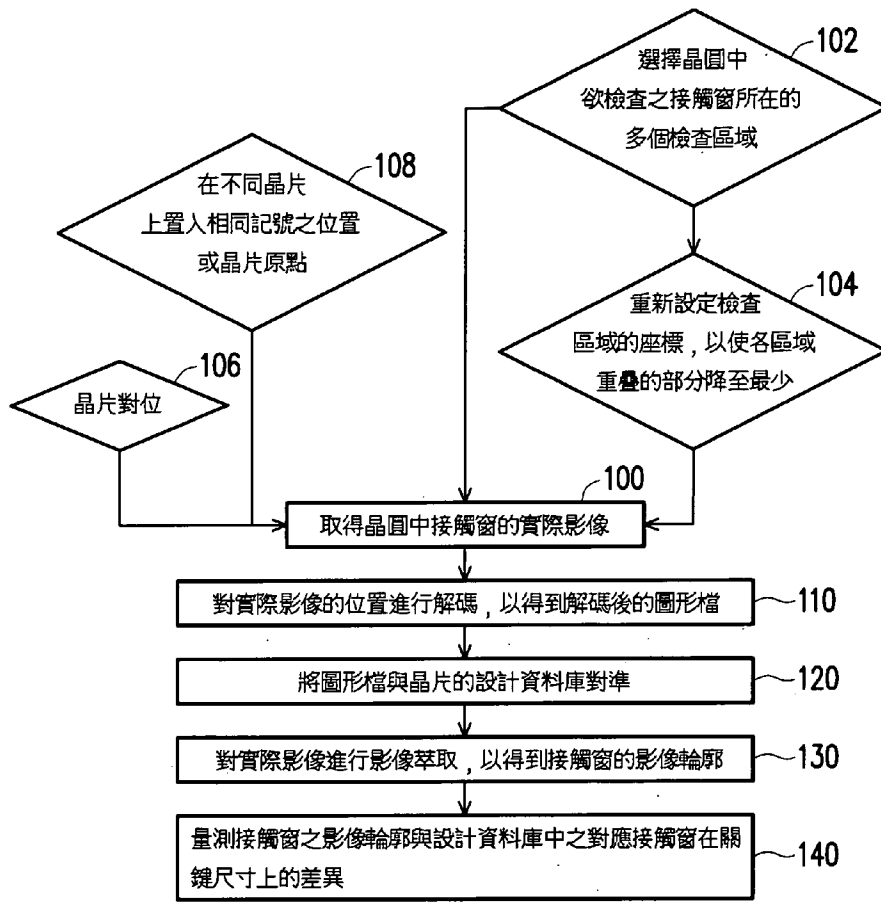 102
選擇晶圓中
欲檢查之接觸窗所在的
多個檢查區域
108
在不同晶片
上置入相同記號之位置
或晶片原點
104
重新設定檢查
區域的座標，以使各區域
重疊的部分降至最少
106
晶片對位
100
取得晶圓中接觸窗的實際影像
對實際影像的位置進行解碼，以得到解碼後的圖形檔
110
將圖形檔與晶片的設計資料庫對準
120
對實際影像進行影像萃取，以得到接觸窗的影像輪廓
130
量測接觸窗之影像輪廓與設計資料庫中之對應接觸窗在關
鍵尺寸上的差異
140